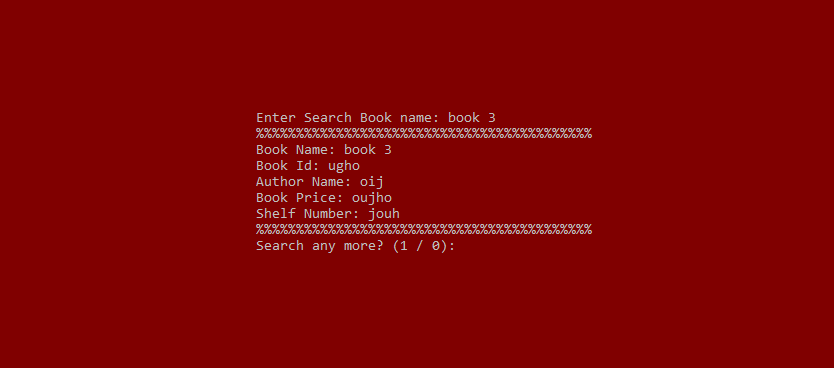 Enter Search Book name: book 3
%%%%%%%%%%%%%%%%%%%%%%%%%%%%%%%%%%%%%%%%%%
Book Name: book 3
Book Id: ugho
Author Name: oij
Book Price: oujho
Shelf Number: jouh
%%%%%%%%%%%%%%%%%%%%%%%%%%%%%%%%%%%%%%%%%%
Search any more? (1 / 0):